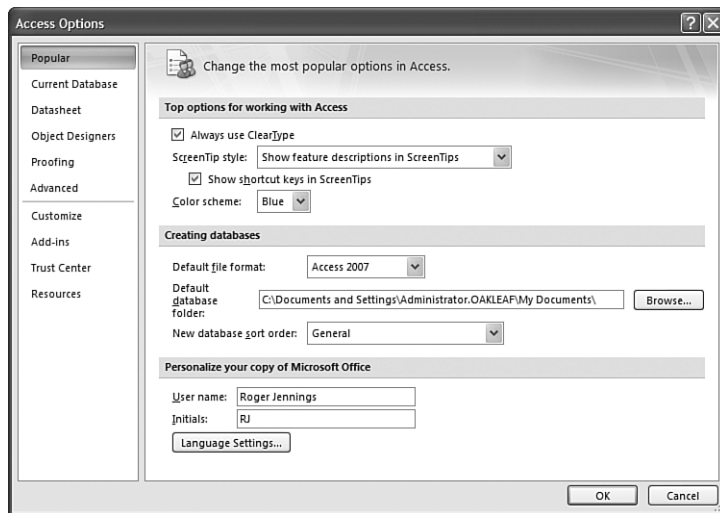 Access Options
Popular
Current Database
Datasheet
Object Designers
Proofing
Advanced
Customize
Add-ins
Trust Center
Resources
Change the most popular options in Access.
Top options for working with Access
Always use ClearType
ScreenTip style: Show feature descriptions in ScreenTips
Show shortcut keys in ScreenTips
Color scheme: Blue
Creating databases
Default file format: Access 2007
Default
database
folder:
C:\Documents and Settings\Administrator.OAKLEAF\My Documents\
Browse...
New database sort order: General
Personalize your copy of Microsoft Office
User name: Roger Jennings
Initials: RJ
Language Settings...
OK Cancel